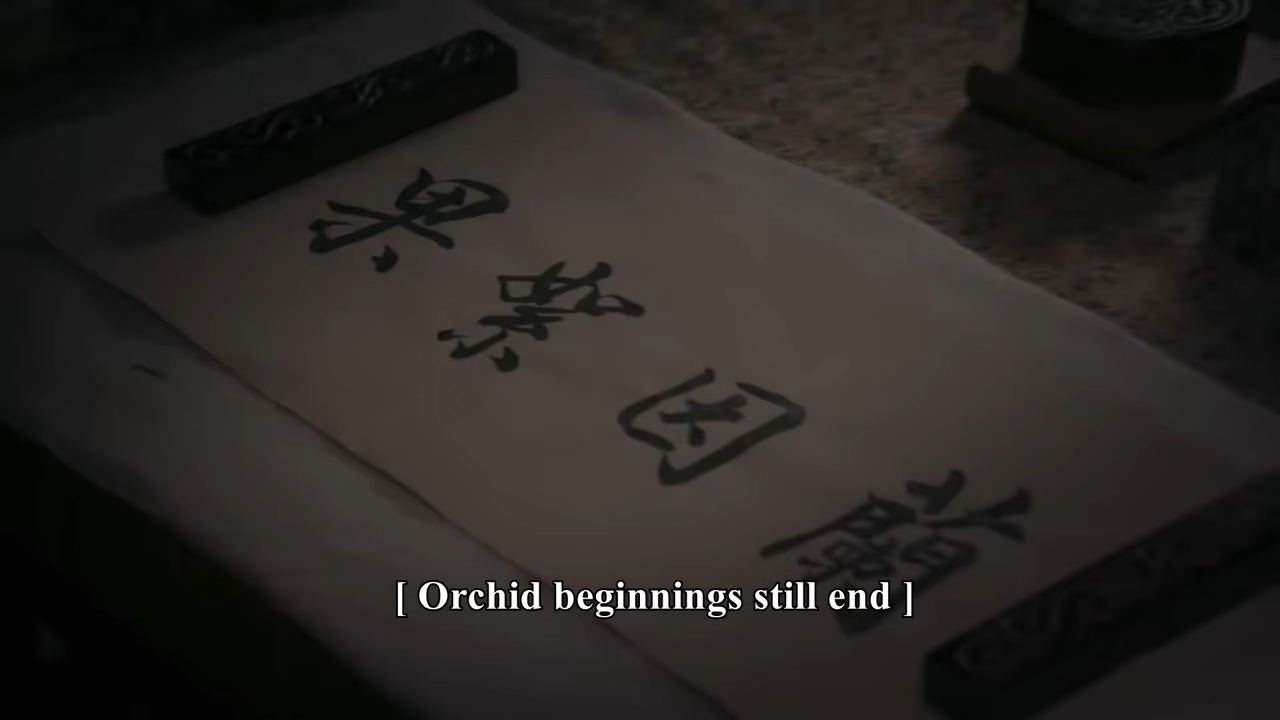 蘭因絮果
[ Orchid beginnings still end ]